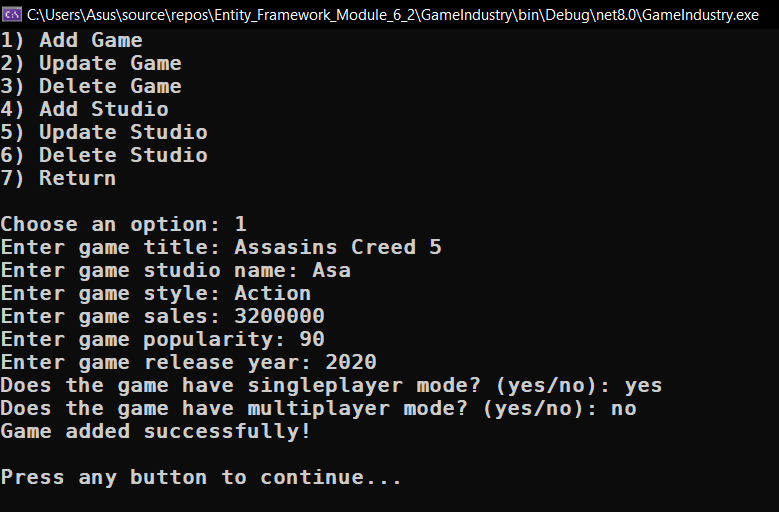 C:\Users\Asus\source\repos\Entity_Framework_Module_6_2\GameIndustry\bin\Debug\net8.0\GameIndustry.exe
1) Add Game
2) Update Game
3) Delete Game
4) Add Studio
5) Update Studio
6) Delete Studio
7) Return
Choose an option: 1
Enter game title: Assasins Creed 5
Enter game studio name: Asa
Enter game style: Action
Enter game sales: 3200000
Enter game popularity: 90
Enter game release year: 2020
Does the game have singleplayer mode? (yes/no): yes
Does the game have multiplayer mode? (yes/no): no
Game added successfully!
Press any button to continue...